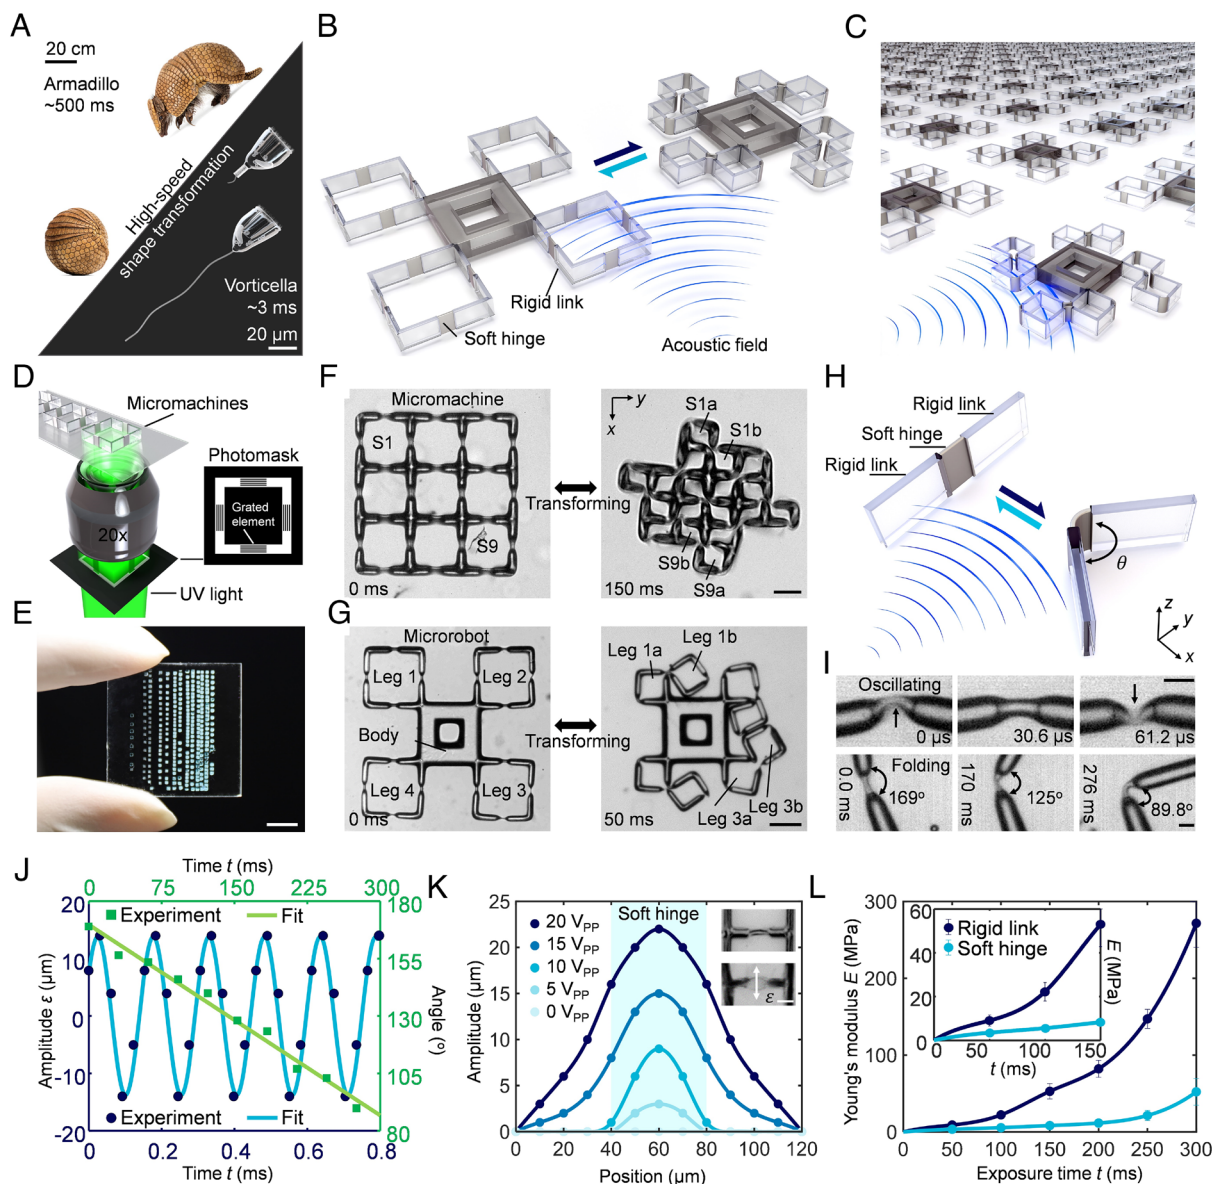 A
20 cm
Armadillo
~500 ms
High-speed
shape transformation
Vorticella
~3 ms
20 μm
B
Rigid link
Soft hinge
Acoustic field
C
D
Micromachines
Photomask
Grated
element
20x
UV light
E
F
Micromachine
S1
S9
0 ms
Transforming
y
x
S1a
S1b
S9b
S9a
150 ms
G
Microrobot
Leg 1
Leg 2
Body
Leg 4
Leg 3
0 ms
Transforming
Leg 1a
Leg 1b
Leg 3b
Leg 3a
50 ms
H
Rigid link
Soft hinge
Rigid link
θ
z
y
x
I
Oscillating
0 μs
30.6 μs
61.2 μs
Folding
0.0 ms
169°
170 ms
125°
276 ms
89.8°
J
Time t (ms)
0 75 150 225 300
Experiment Fit
Amplitude ε (μm)
20
10
0
-10
-20
180
155
130
105
80
Angle (°)
Experiment Fit
0 0.2 0.4 0.6 0.8
Time t (ms)
K
Amplitude (μm)
25
20
15
10
5
0
20 VPP
15 VPP
10 VPP
5 VPP
0 VPP
Soft hinge
ε
0 20 40 60 80 100 120
Position (μm)
L
Young's modulus E (MPa)
300
200
100
0
60
40
20
0
Rigid link
Soft hinge
E (MPa)
0 50 100 150
t (ms)
0 50 100 150 200 250 300
Exposure time t (ms)